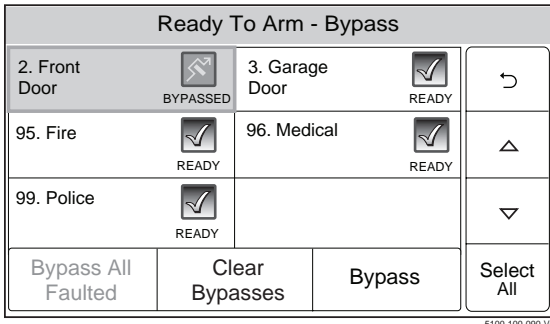 Ready To Arm - Bypass
2. Front
Door
BYPASSED
3. Garage
Door
READY
95. Fire
READY
96. Medical
READY
99. Police
READY
Bypass All
Faulted
Clear
Bypasses
Bypass
Select
All